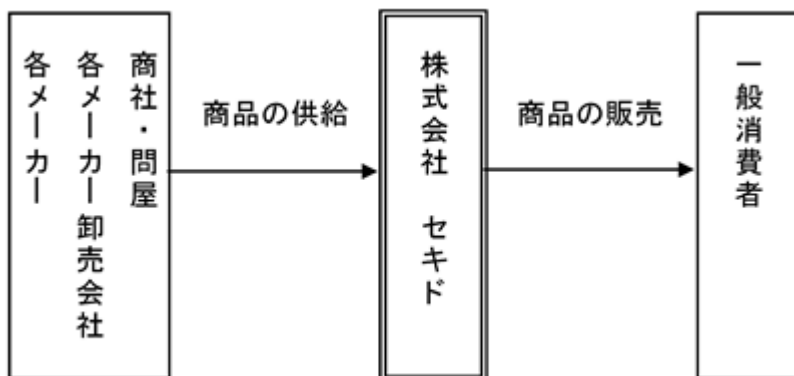 商社・問屋
各メーカー卸売会社
各メーカー
商品の供給
株式会社　セキド
商品の販売
一般消費者